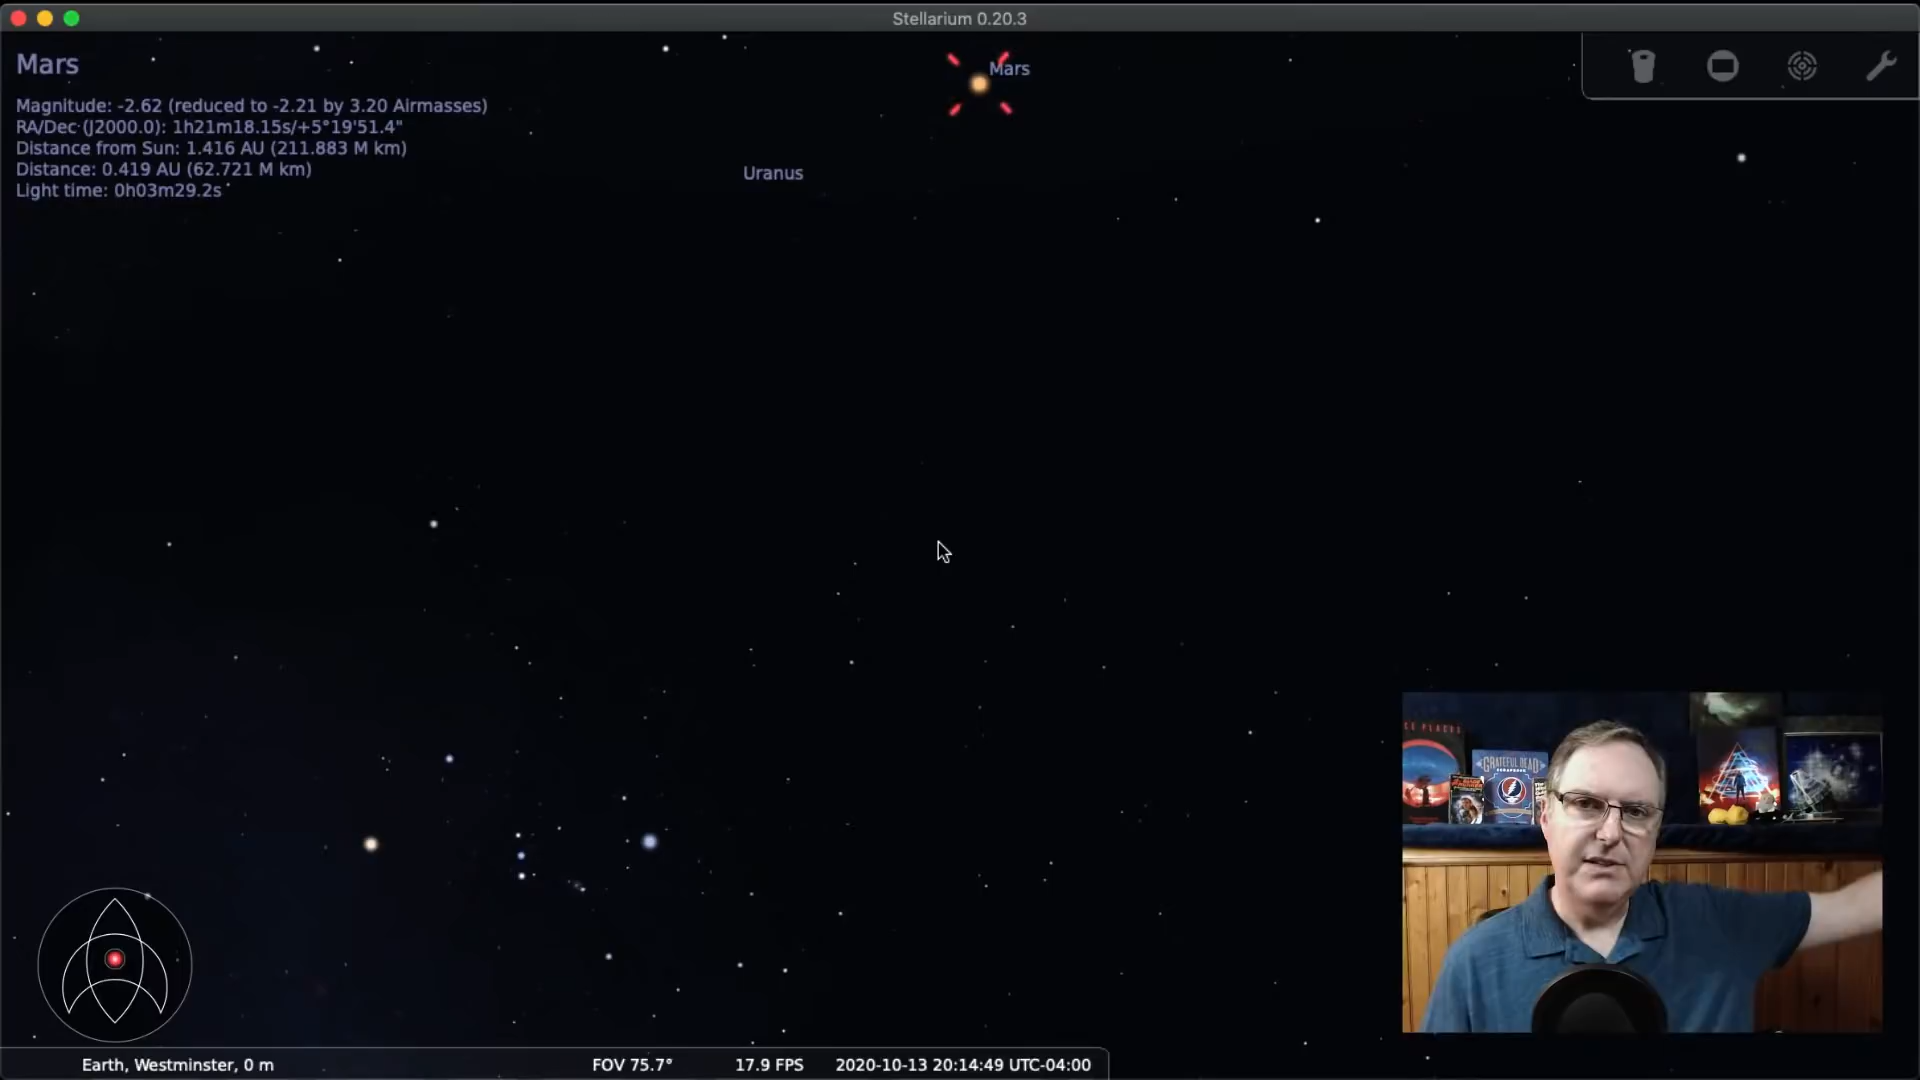 Stellarium 0.20.3
Mars
Magnitude: -2.62 (reduced to -2.21 by 3.20 Airmasses)
RA/Dec (J2000.0): 1h21m18.15s/+5°19'51.4"
Distance from Sun: 1.416 AU (211.883 M km)
Distance: 0.419 AU (62.721 M km)
Light time: 0h03m29.2s
Mars
Uranus
GRATEFUL DEAD
Earth, Westminster, 0 m
FOV 75.7°
17.9 FPS
2020-10-13 20:14:49 UTC-04:00